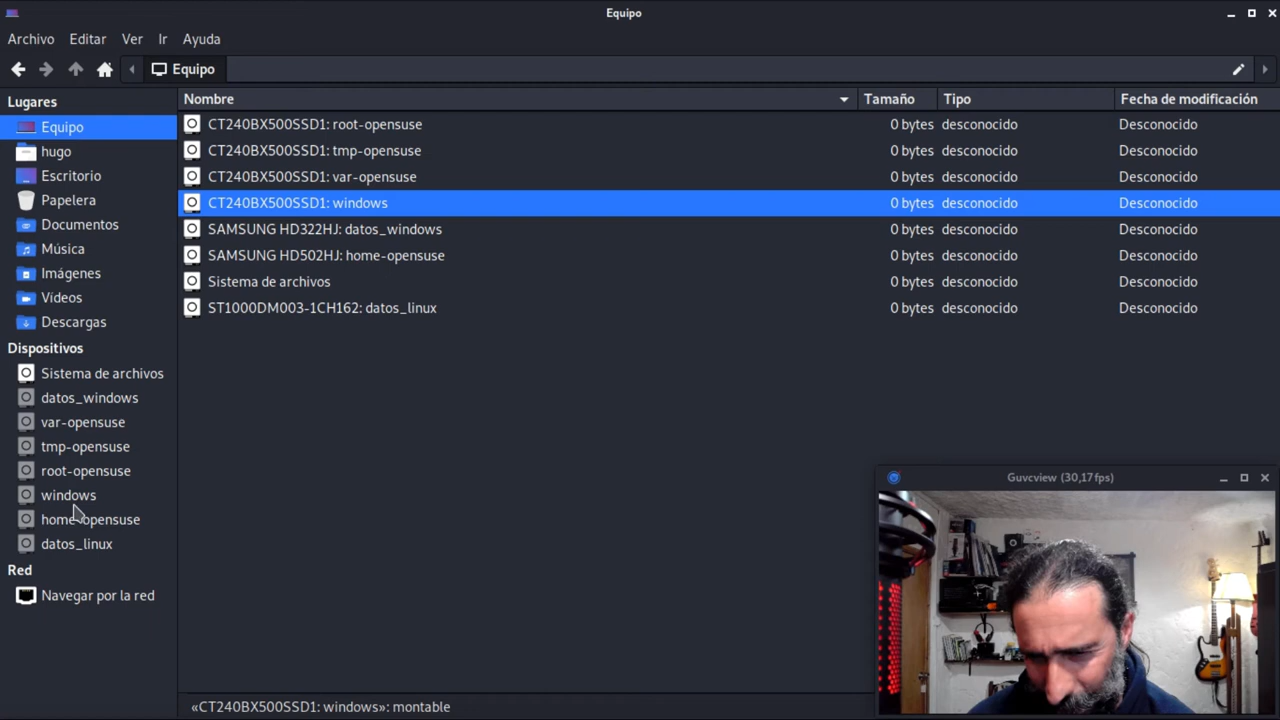 Equipo
Archivo Editar Ver Ir Ayuda
Equipo
Lugares
Equipo
hugo
Escritorio
Papelera
Documentos
Música
Imágenes
Vídeos
Descargas
Dispositivos
Sistema de archivos
datos_windows
var-opensuse
tmp-opensuse
root-opensuse
windows
home-opensuse
datos_linux
Red
Navegar por la red
Nombre Tamaño Tipo Fecha de modificación
CT240BX500SSD1: root-opensuse 0 bytes desconocido Desconocido
CT240BX500SSD1: tmp-opensuse 0 bytes desconocido Desconocido
CT240BX500SSD1: var-opensuse 0 bytes desconocido Desconocido
CT240BX500SSD1: windows 0 bytes desconocido Desconocido
SAMSUNG HD322HJ: datos_windows 0 bytes desconocido Desconocido
SAMSUNG HD502HJ: home-opensuse 0 bytes desconocido Desconocido
Sistema de archivos 0 bytes desconocido Desconocido
ST1000DM003-1CH162: datos_linux 0 bytes desconocido Desconocido
Guvcview (30,17 fps)
«CT240BX500SSD1: windows»: montable